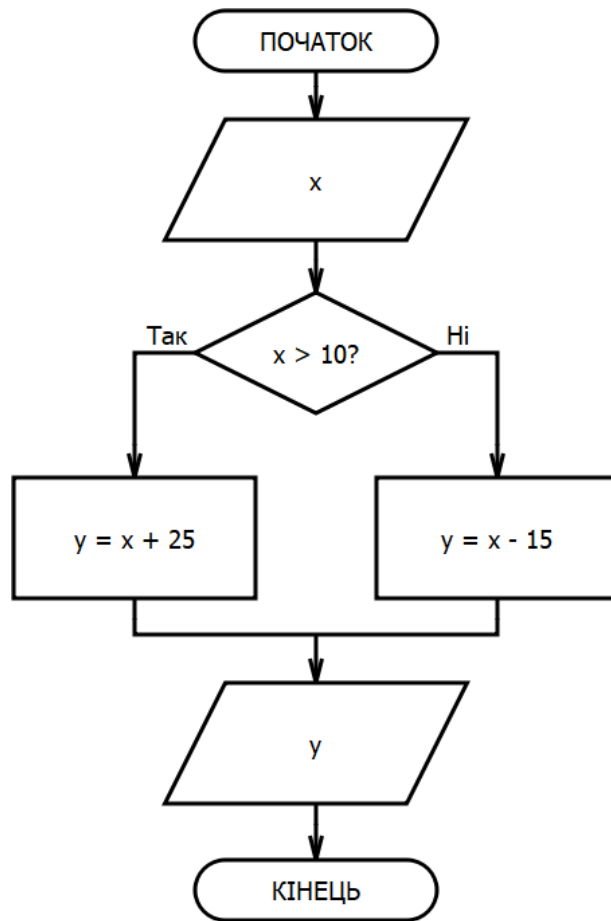 ПОЧАТОК
x
Так
x > 10?
Ні
y = x + 25
y = x - 15
y
КІНЕЦЬ